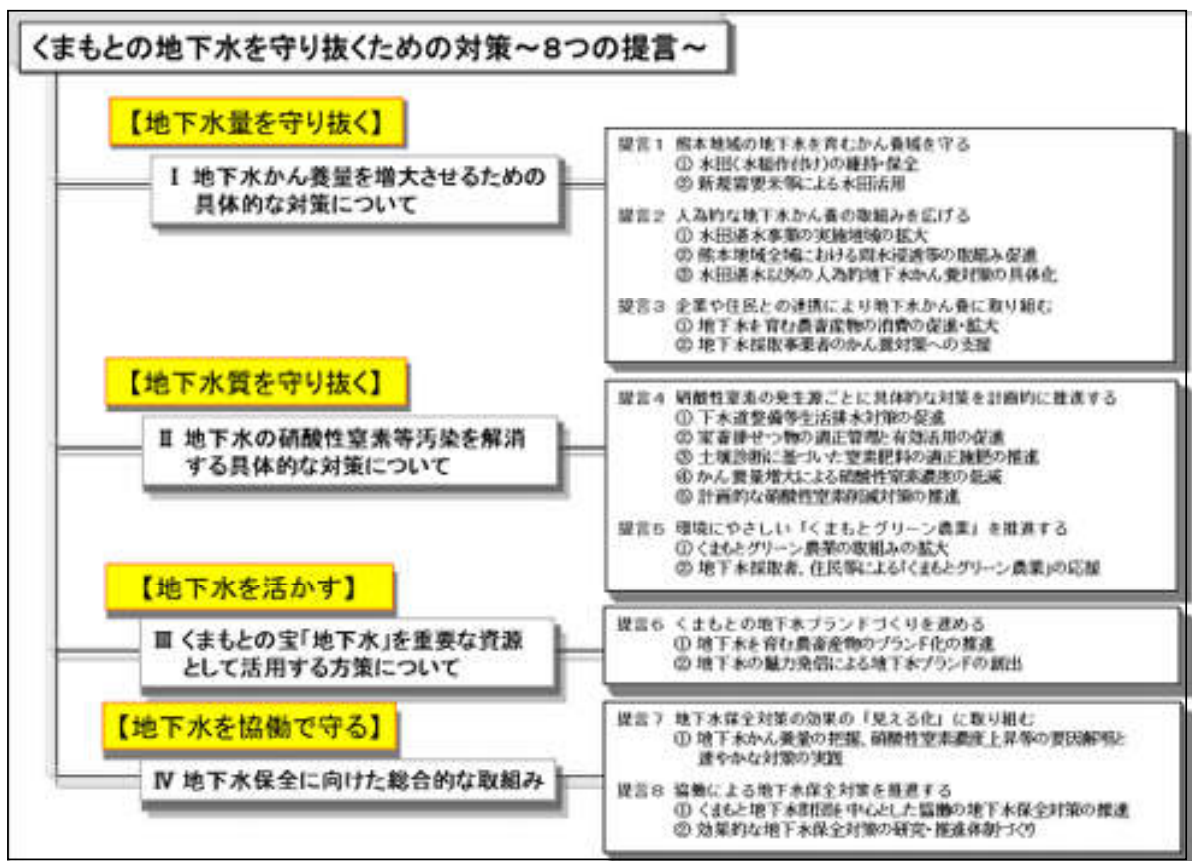 くまもとの地下水を守り抜くための対策～8つの提言～
【地下水量を守り抜く】
Ⅰ 地下水かん養量を増大させるための
具体的な対策について
提言1 熊本地域の地下水を育むかん養域を守る
① 水田(水稲作付け)の維持・保全
② 新規需要米等による水田活用
提言2 人為的な地下水かん養の取組みを広げる
① 水田湛水事業の実施地域の拡大
② 熊本地域全域における雨水浸透等の取組み促進
③ 水田湛水以外の人為的地下水かん養対策の具体化
提言3 企業や住民との連携により地下水かん養に取り組む
① 地下水を育む農畜産物の消費の促進・拡大
② 地下水採取事業者のかん養対策への支援
【地下水質を守り抜く】
Ⅱ 地下水の硝酸性窒素等汚染を解消
する具体的な対策について
提言4 硝酸性窒素の発生源ごとに具体的な対策を計画的に推進する
① 下水道整備等生活排水対策の促進
② 家畜排せつ物の適正管理と有効活用の促進
③ 土壌診断に基づいた窒素肥料の適正施肥の推進
④ かん養量増大による硝酸性窒素濃度の低減
⑤ 計画的な硝酸性窒素削減対策の推進
提言5 環境にやさしい「くまもとグリーン農業」を推進する
① くまもとグリーン農業の取組みの拡大
② 地下水採取者、住民等による「くまもとグリーン農業」の応援
【地下水を活かす】
Ⅲ くまもとの宝「地下水」を重要な資源
として活用する方策について
提言6 くまもとの地下水ブランドづくりを進める
① 地下水を育む農畜産物のブランド化の推進
② 地下水の魅力発信による地下水ブランドの創出
【地下水を協働で守る】
Ⅳ 地下水保全に向けた総合的な取組み
提言7 地下水保全対策の効果の「見える化」に取り組む
① 地下水かん養量の把握、硝酸性窒素濃度上昇等の要因解明と
速やかな対策の実践
提言8 協働による地下水保全対策を推進する
① くまもと地下水財団を中心とした協働の地下水保全対策の推進
② 効果的な地下水保全対策の研究・推進体制づくり